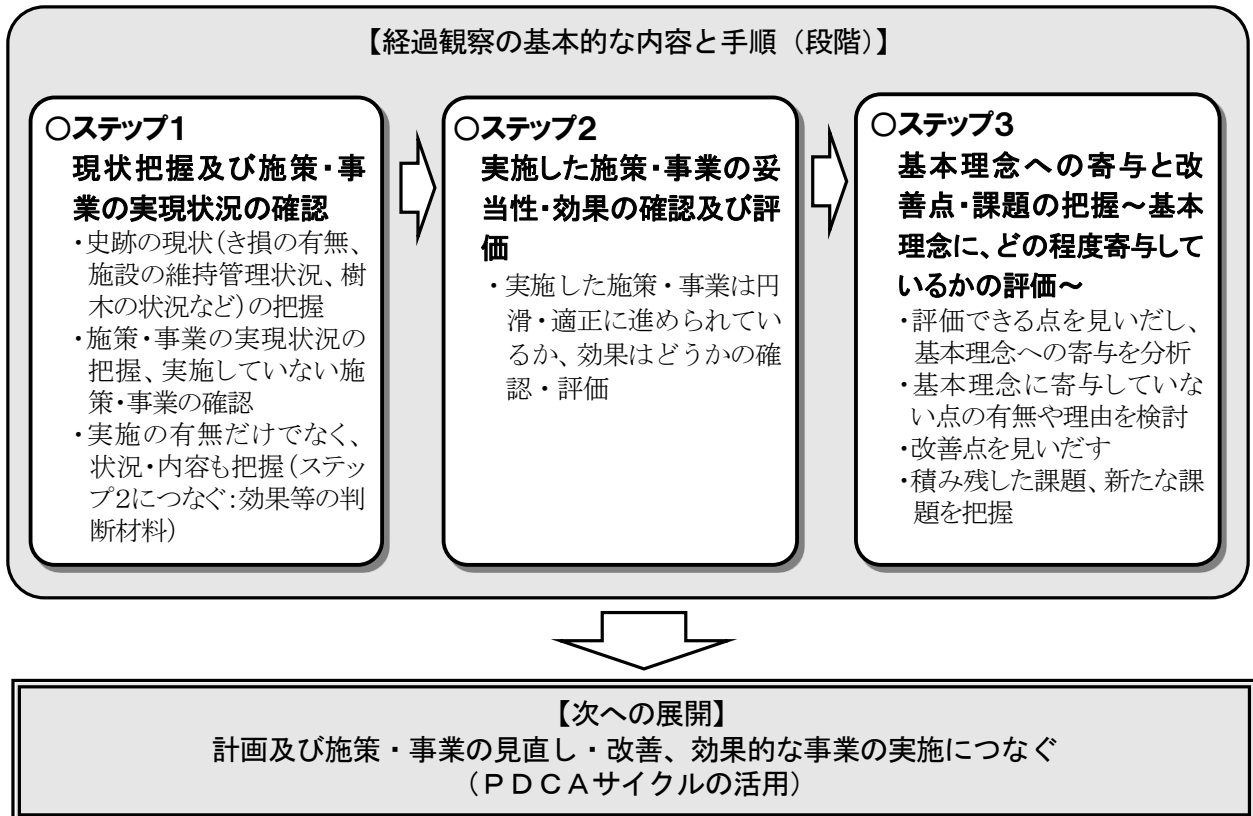 【経過観察の基本的な内容と手順（段階）】
○ステップ1
現状把握及び施策・事
業の実現状況の確認
・史跡の現状（き損の有無、
施設の維持管理状況、樹
木の状況など）の把握
・施策・事業の実現状況の
把握、実施していない施
策・事業の確認
・実施の有無だけでなく、
状況・内容も把握（ステッ
プ2につなぐ：効果等の判
断材料）
○ステップ2
実施した施策・事業の妥
当性・効果の確認及び評
価
・実施した施策・事業は円
滑・適正に進められてい
るか、効果はどうかの確
認・評価
○ステップ3
基本理念への寄与と改
善点・課題の把握～基本
理念に、どの程度寄与して
いるかの評価～
・評価できる点を見いだし、
基本理念への寄与を分析
・基本理念に寄与していな
い点の有無や理由を検討
・改善点を見いだす
・積み残した課題、新たな課
題を把握
【次への展開】
計画及び施策・事業の見直し・改善、効果的な事業の実施につなぐ
（ＰＤＣＡサイクルの活用）